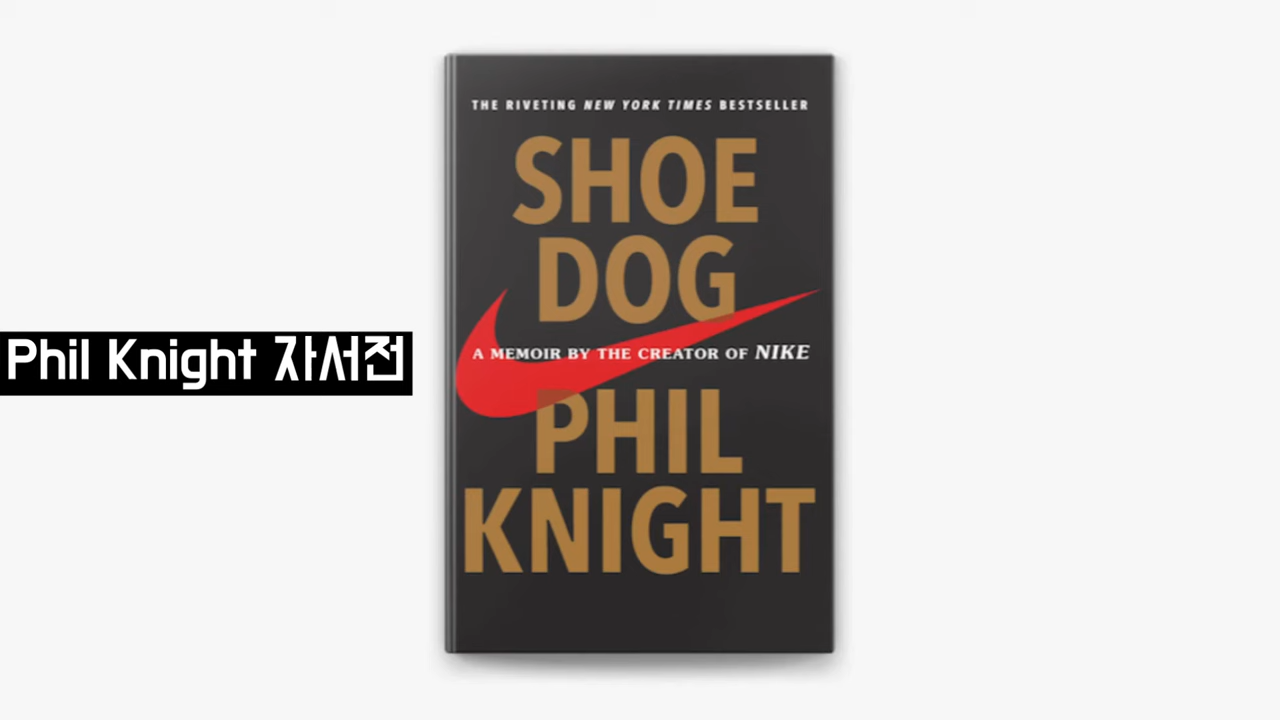 THE RIVETING NEW YORK TIMES BESTSELLER
SHOE
DOG
A MEMOIR BY THE CREATOR OF NIKE
PHIL
KNIGHT
Phil Knight 자서전